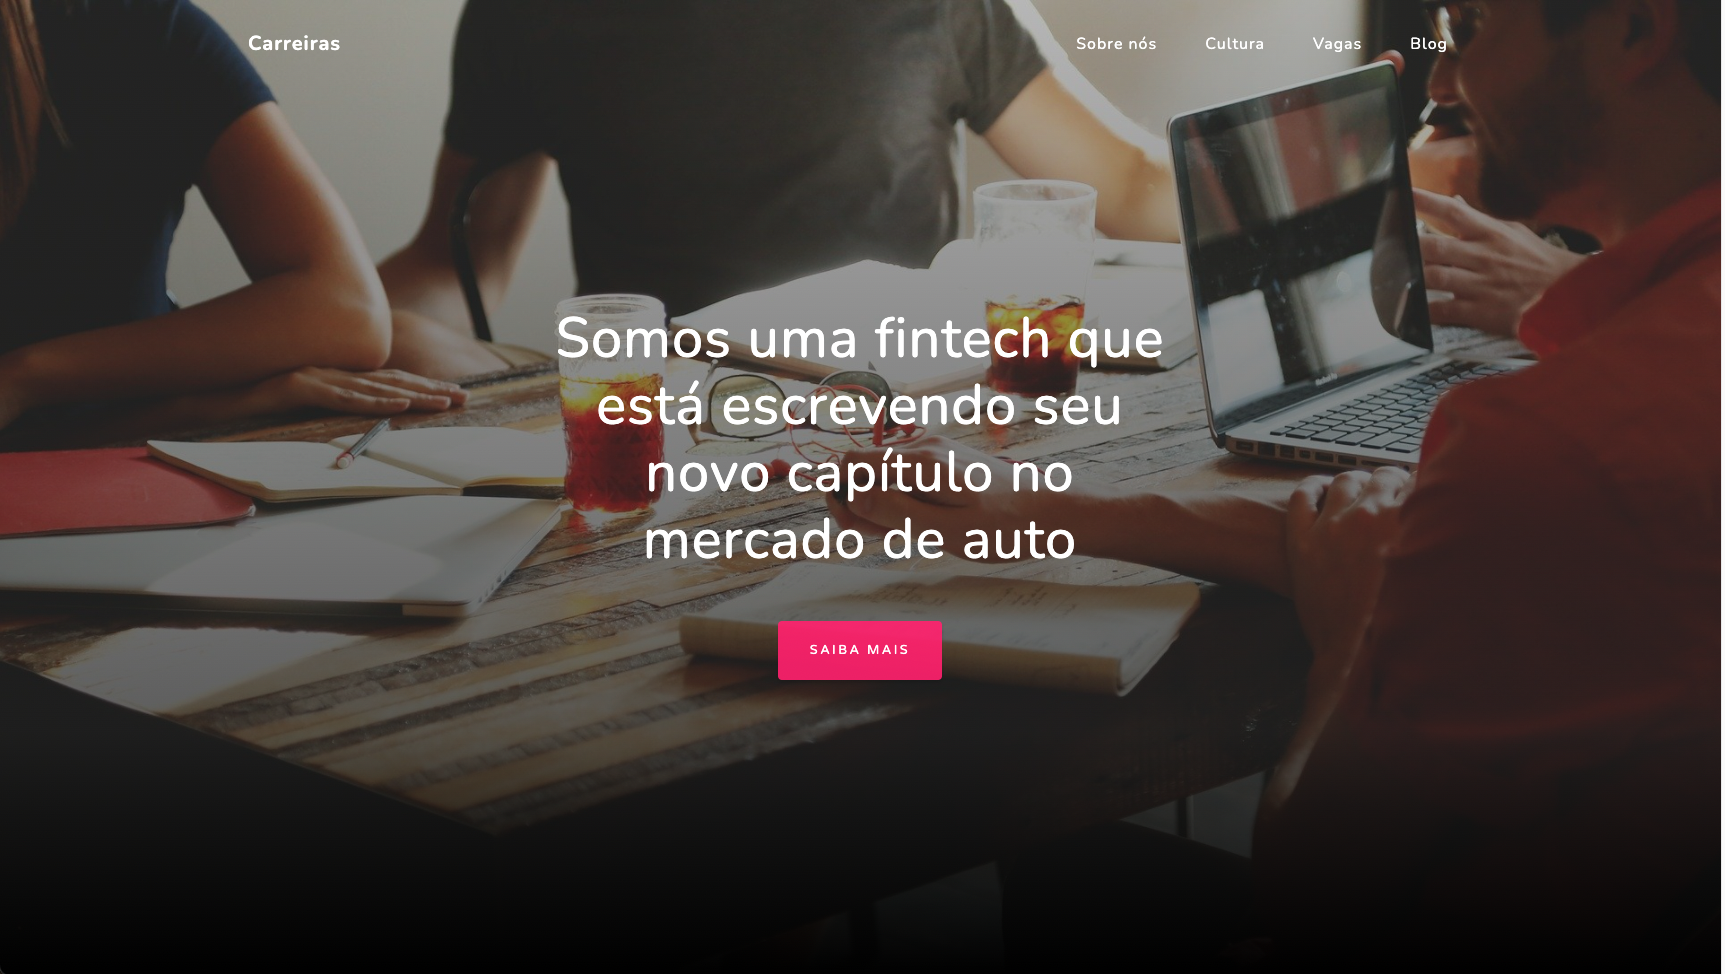 Carreiras
Sobre nós
Cultura
Vagas
Blog
Somos uma fintech que
está escrevendo seu
novo capítulo no
mercado de auto
SAIBA MAIS